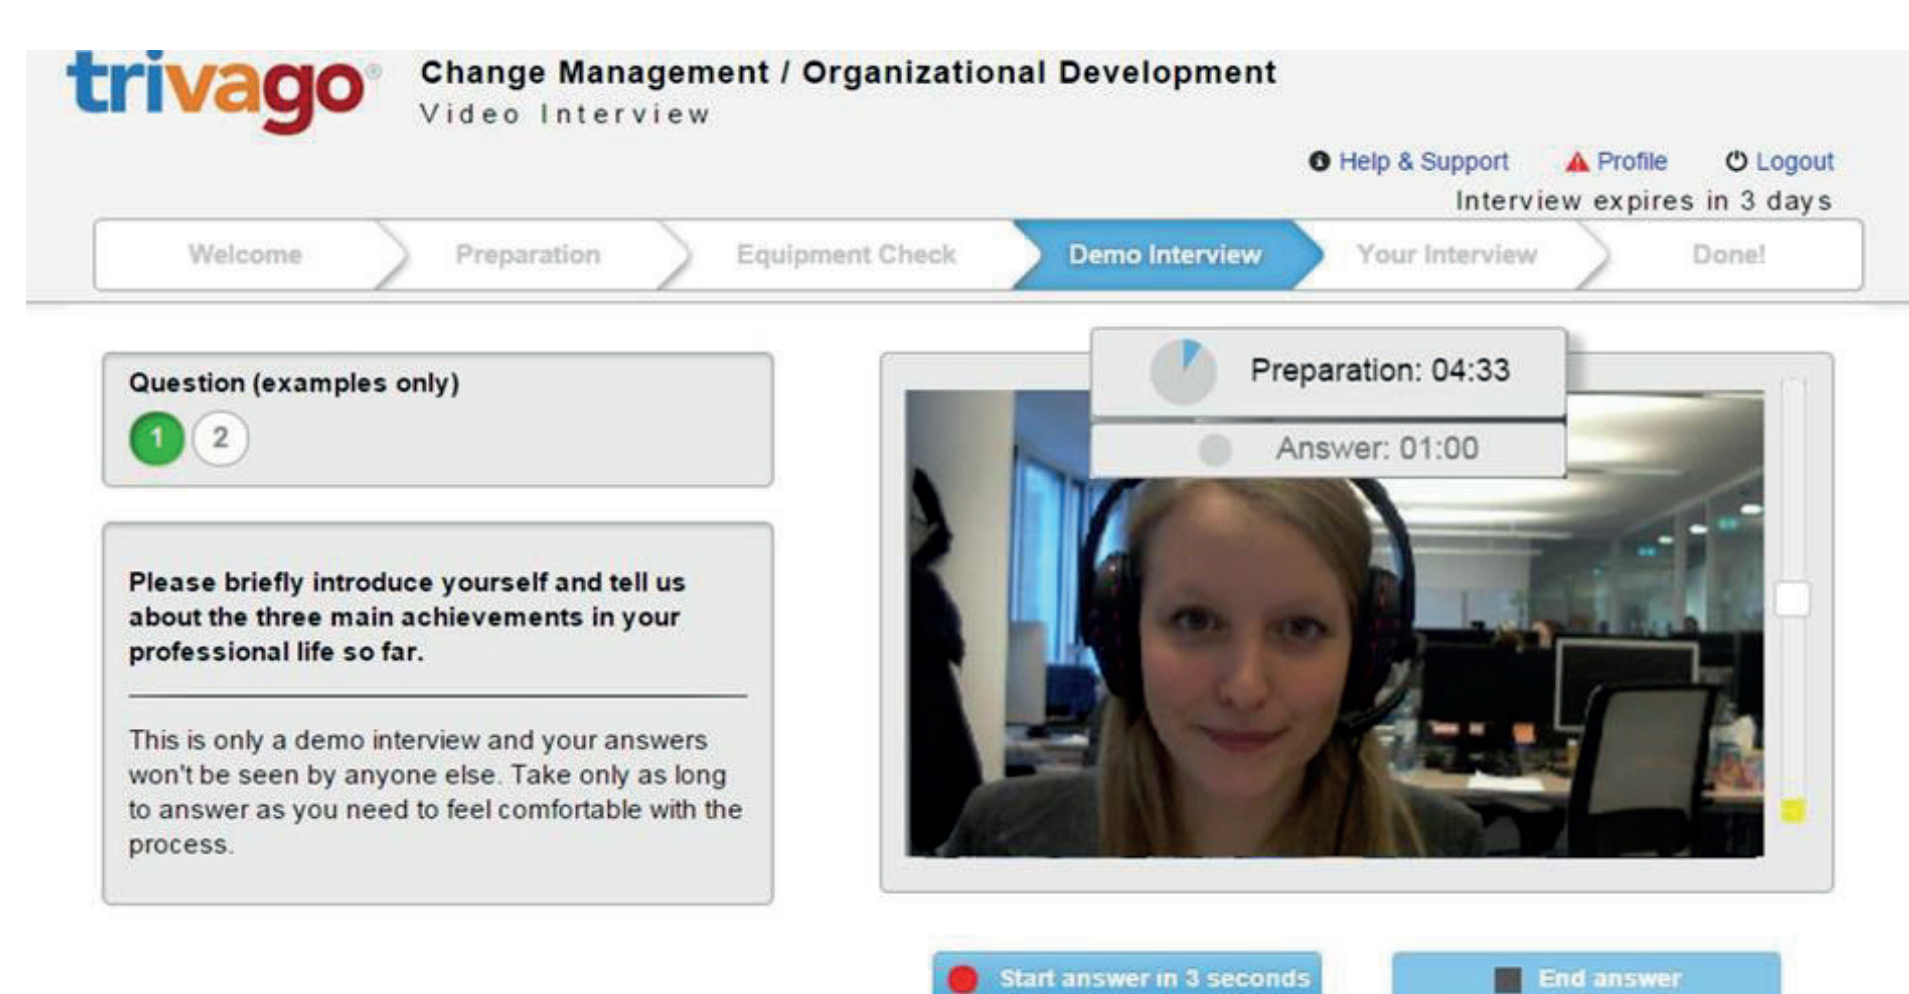 trivago®
Change Management / Organizational Development
Video Interview
Help & Support Profile Logout
Interview expires in 3 days
Welcome Preparation Equipment Check Demo Interview Your Interview Done!
Question (examples only)
1 2
Please briefly introduce yourself and tell us
about the three main achievements in your
professional life so far.
This is only a demo interview and your answers
won't be seen by anyone else. Take only as long
to answer as you need to feel comfortable with the
process.
Preparation: 04:33
Answer: 01:00
Start answer in 3 seconds
End answer